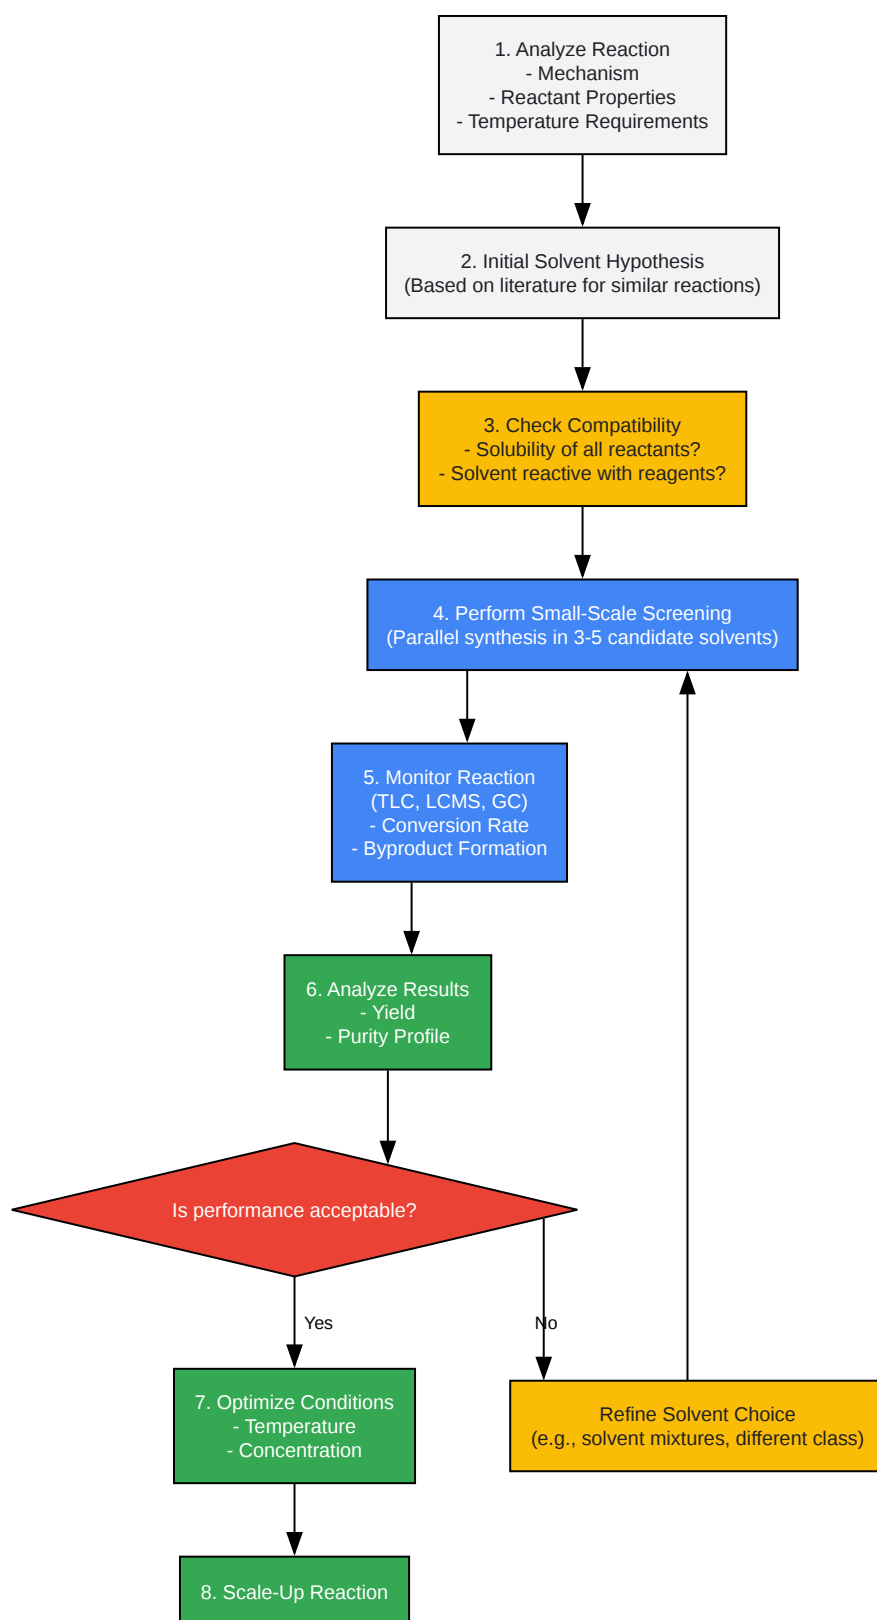 1. Analyze Reaction
- Mechanism
- Reactant Properties
- Temperature Requirements
2. Initial Solvent Hypothesis
(Based on literature for similar reactions)
3. Check Compatibility
- Solubility of all reactants?
- Solvent reactive with reagents?
4. Perform Small-Scale Screening
(Parallel synthesis in 3-5 candidate solvents)
5. Monitor Reaction
(TLC, LCMS, GC)
- Conversion Rate
- Byproduct Formation
6. Analyze Results
- Yield
- Purity Profile
Is performance acceptable?
Yes
No
7. Optimize Conditions
- Temperature
- Concentration
Refine Solvent Choice
(e.g., solvent mixtures, different class)
8. Scale-Up Reaction